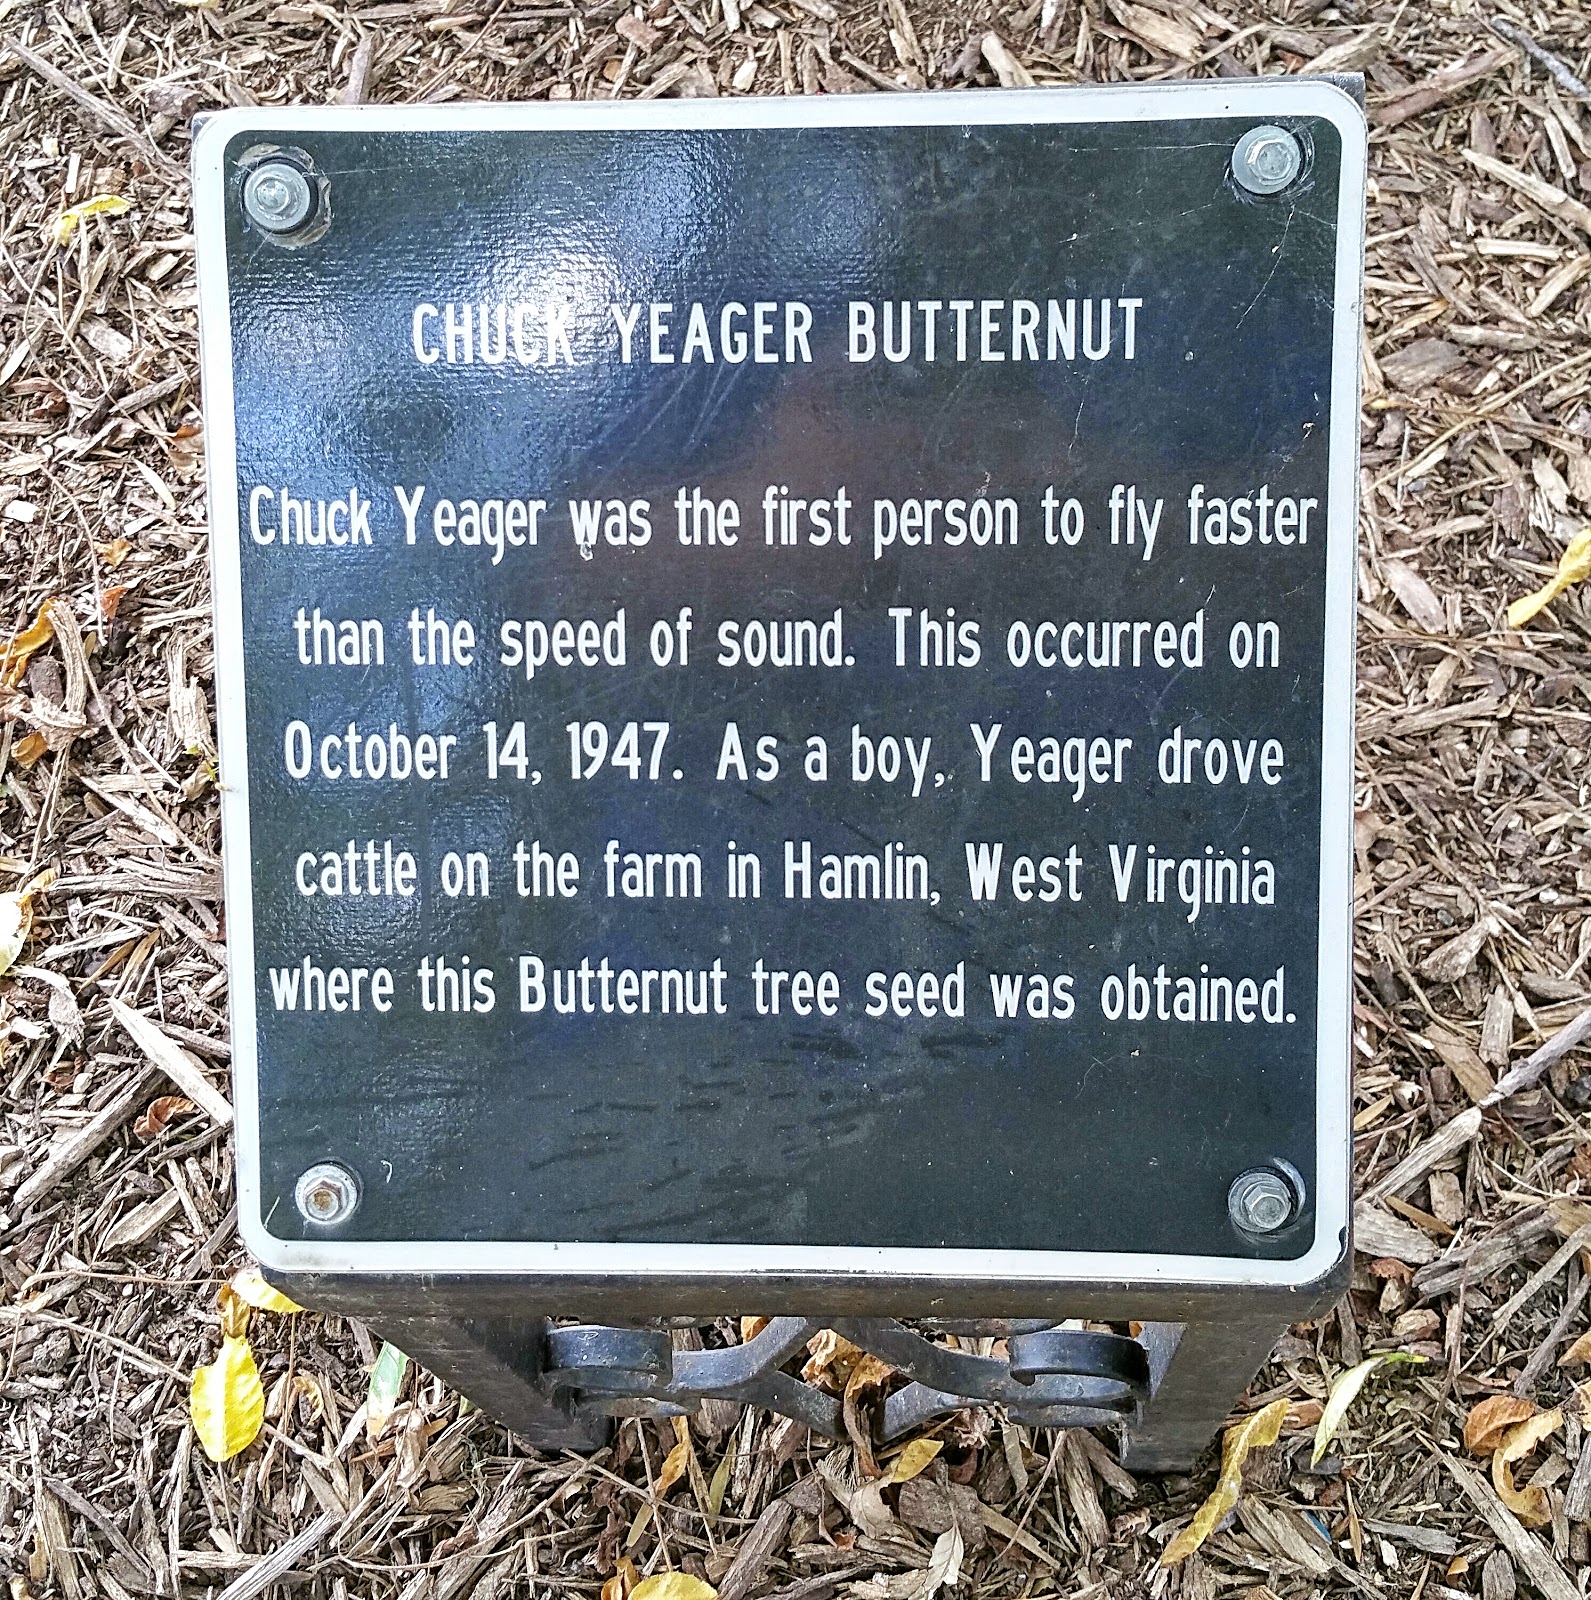 CHUCK YEAGER BUTTERNUT
Chuck Yeager was the first person to fly faster
than the speed of sound. This occurred on
October 14, 1947. As a boy, Yeager drove
cattle on the farm in Hamlin, West Virginia
where this Butternut tree seed was obtained.